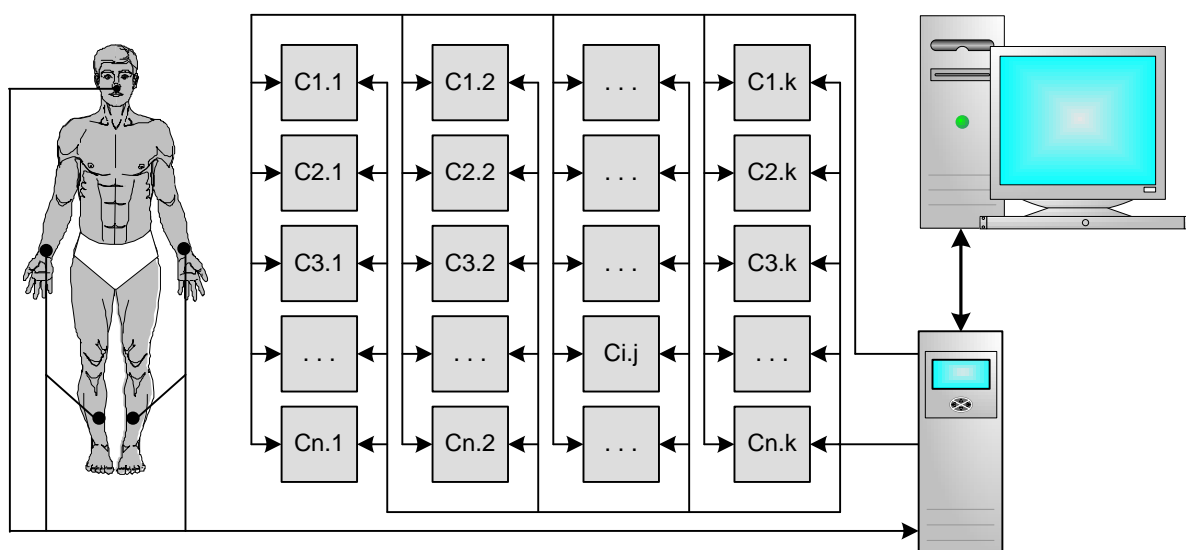 C1.1 C1.2 . . . C1.k
C2.1 C2.2 . . . C2.k
C3.1 C3.2 . . . C3.k
. . . . . . Ci.j . . .
Cn.1 Cn.2 . . . Cn.k